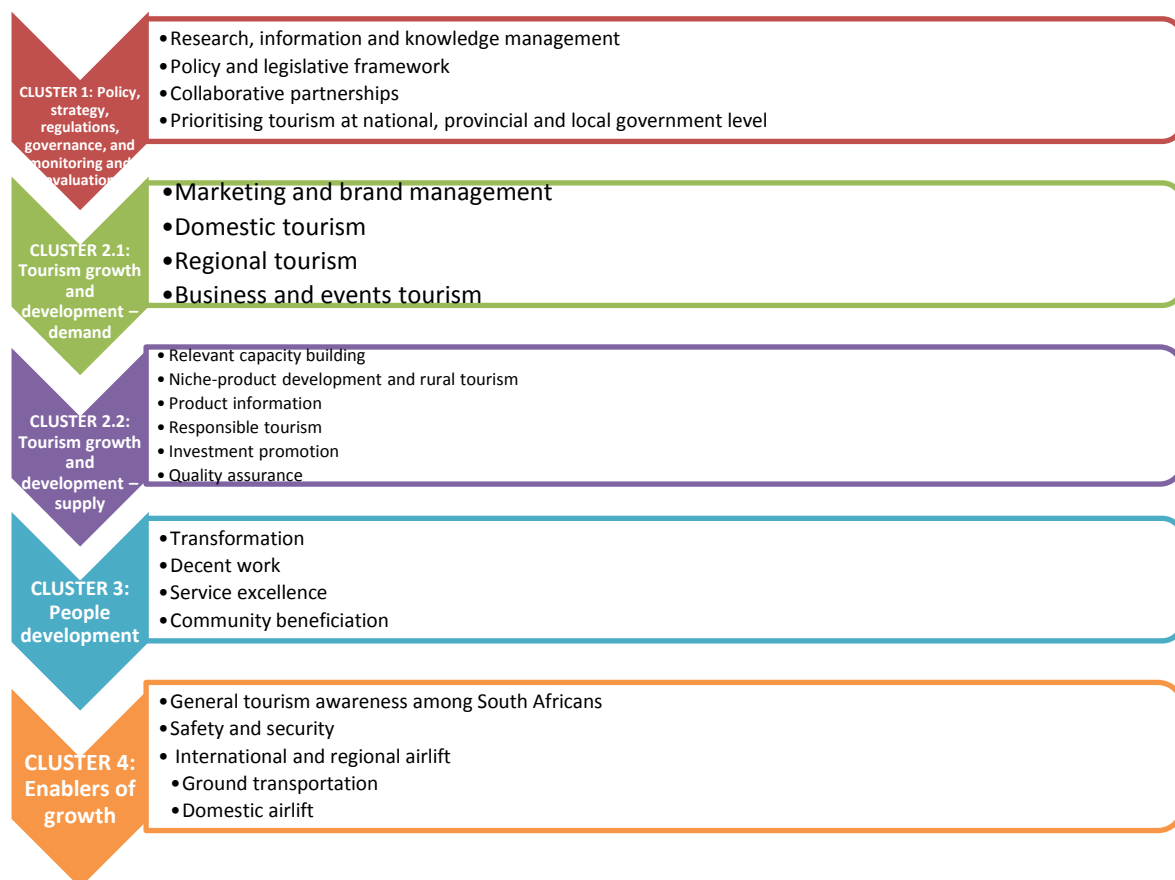 CLUSTER 1: Policy,
strategy,
regulations,
governance, and
monitoring and
evaluation
•Research, information and knowledge management
•Policy and legislative framework
•Collaborative partnerships
•Prioritising tourism at national, provincial and local government level
CLUSTER 2.1:
Tourism growth
and
development –
demand
•Marketing and brand management
•Domestic tourism
•Regional tourism
•Business and events tourism
CLUSTER 2.2:
Tourism growth
and
development –
supply
• Relevant capacity building
• Niche-product development and rural tourism
• Product information
• Responsible tourism
• Investment promotion
• Quality assurance
CLUSTER 3:
People
development
•Transformation
•Decent work
•Service excellence
•Community beneficiation
CLUSTER 4:
Enablers of
growth
•General tourism awareness among South Africans
•Safety and security
• International and regional airlift
•Ground transportation
•Domestic airlift